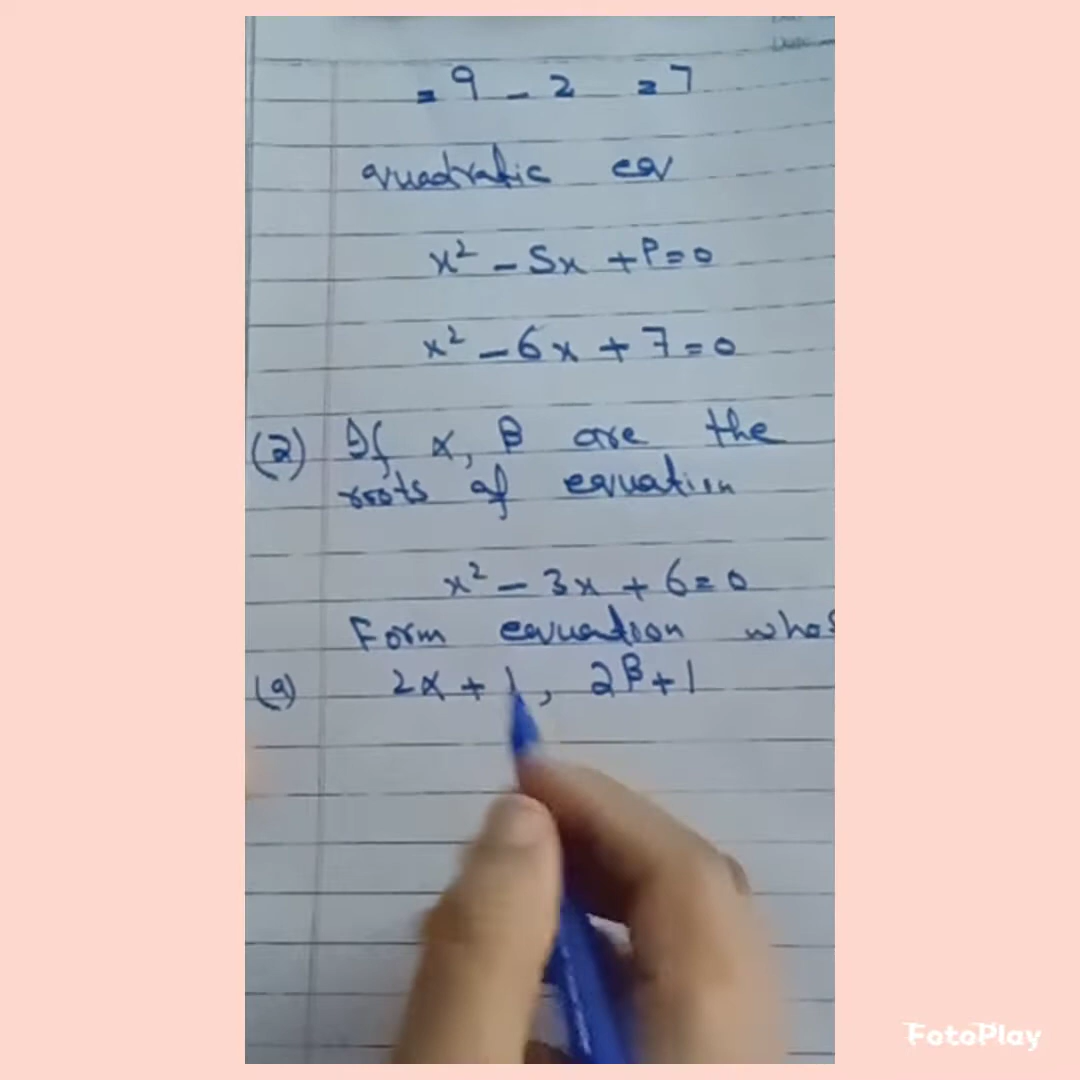 = 9 - 2 = 7
quadratic eq
x² - Sx + P = 0
x² - 6x + 7 = 0
(2) If α, β are the
roots of equation
x² - 3x + 6 = 0
Form equation whos
(a) 2α + 1, 2β + 1
FotoPlay